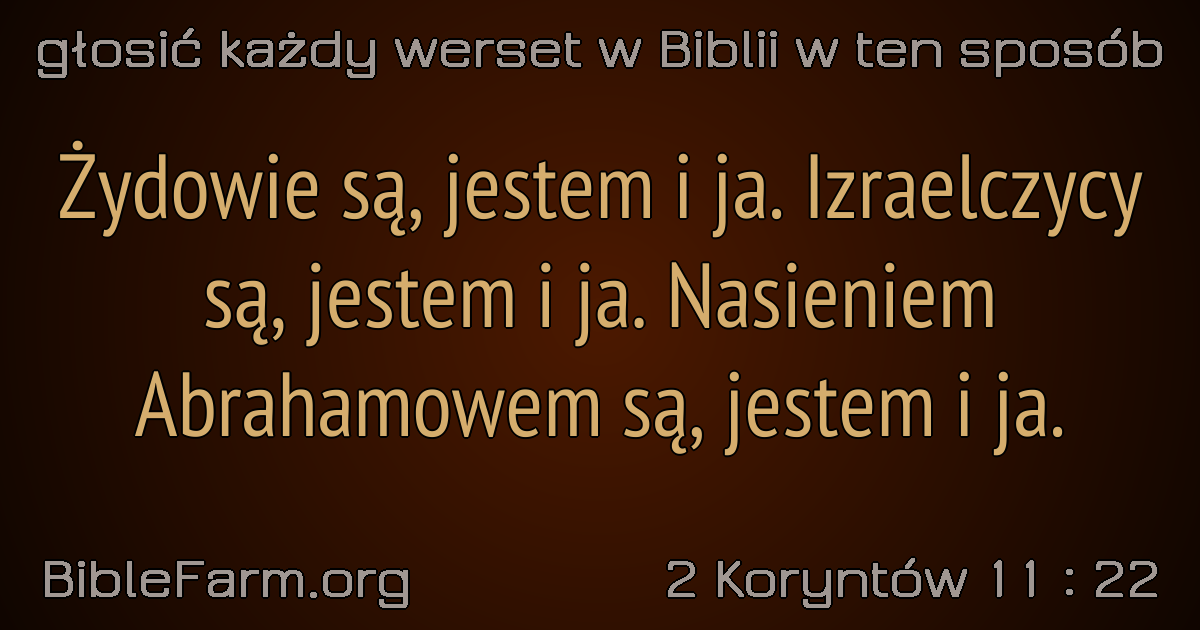 głosić każdy werset w Biblii w ten sposób
Żydowie są, jestem i ja. Izraelczycy
są, jestem i ja. Nasieniem
Abrahamowem są, jestem i ja.
BibleFarm.org
2 Koryntów 11 : 22